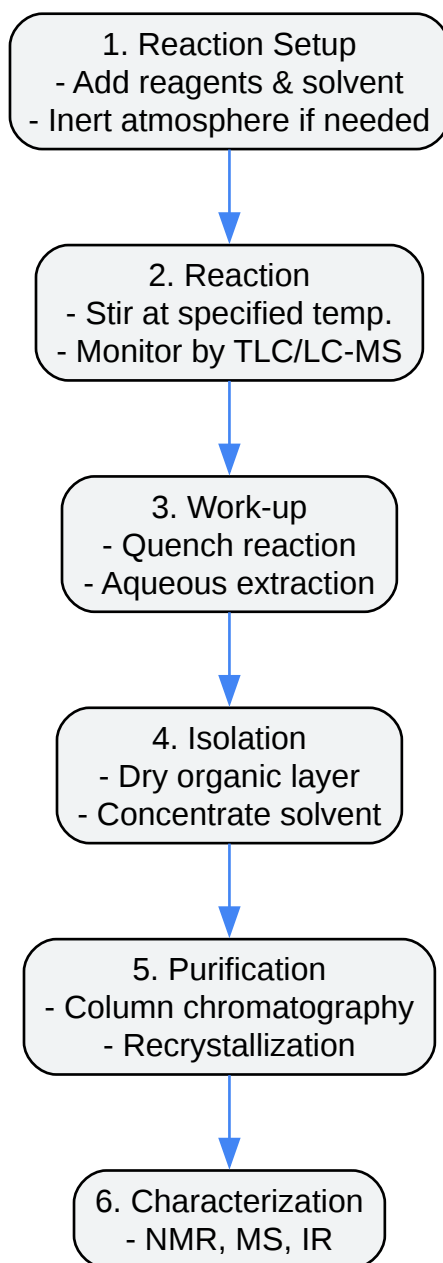 1. Reaction Setup
- Add reagents & solvent
- Inert atmosphere if needed
2. Reaction
- Stir at specified temp.
- Monitor by TLC/LC-MS
3. Work-up
- Quench reaction
- Aqueous extraction
4. Isolation
- Dry organic layer
- Concentrate solvent
5. Purification
- Column chromatography
- Recrystallization
6. Characterization
- NMR, MS, IR